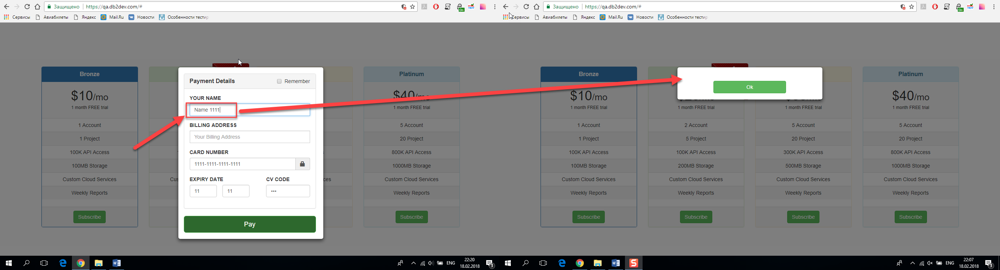 Защищено https://qa.db2dev.com/#
Сервисы Авиабилеты Яндекс Mail.Ru Новости Особенности тестир
Bronze
$10/mo
1 month FREE trial
1 Account
1 Project
100K API Access
100MB Storage
Custom Cloud Services
Weekly Reports
Subscribe
Payment Details Remember
YOUR NAME
Name 1111
BILLING ADDRESS
Your Billing Address
CARD NUMBER
1111-1111-1111-1111
EXPIRY DATE CV CODE
11 11 •••
Pay
Platinum
$40/mo
1 month FREE trial
5 Account
20 Project
800K API Access
1000MB Storage
Custom Cloud Services
Weekly Reports
Subscribe
On
ENG
22:20
18.02.2018
3
Защищено https://qa.db2dev.com/#
Сервисы Авиабилеты Яндекс Mail.Ru Новости Особенности тестир
Ok
Bronze
$10/mo
1 month FREE trial
1 Account
1 Project
100K API Access
100MB Storage
Custom Cloud Services
Weekly Reports
Subscribe
1 month FREE trial
2 Account
5 Project
100K API Access
200MB Storage
Custom Cloud Services
Weekly Reports
Subscribe
1 month FREE trial
5 Account
20 Project
300K API Access
500MB Storage
Custom Cloud Services
Weekly Reports
Subscribe
Platinum
$40/mo
1 month FREE trial
5 Account
20 Project
800K API Access
1000MB Storage
Custom Cloud Services
Weekly Reports
Subscribe
On
ENG
22:07
18.02.2018
3